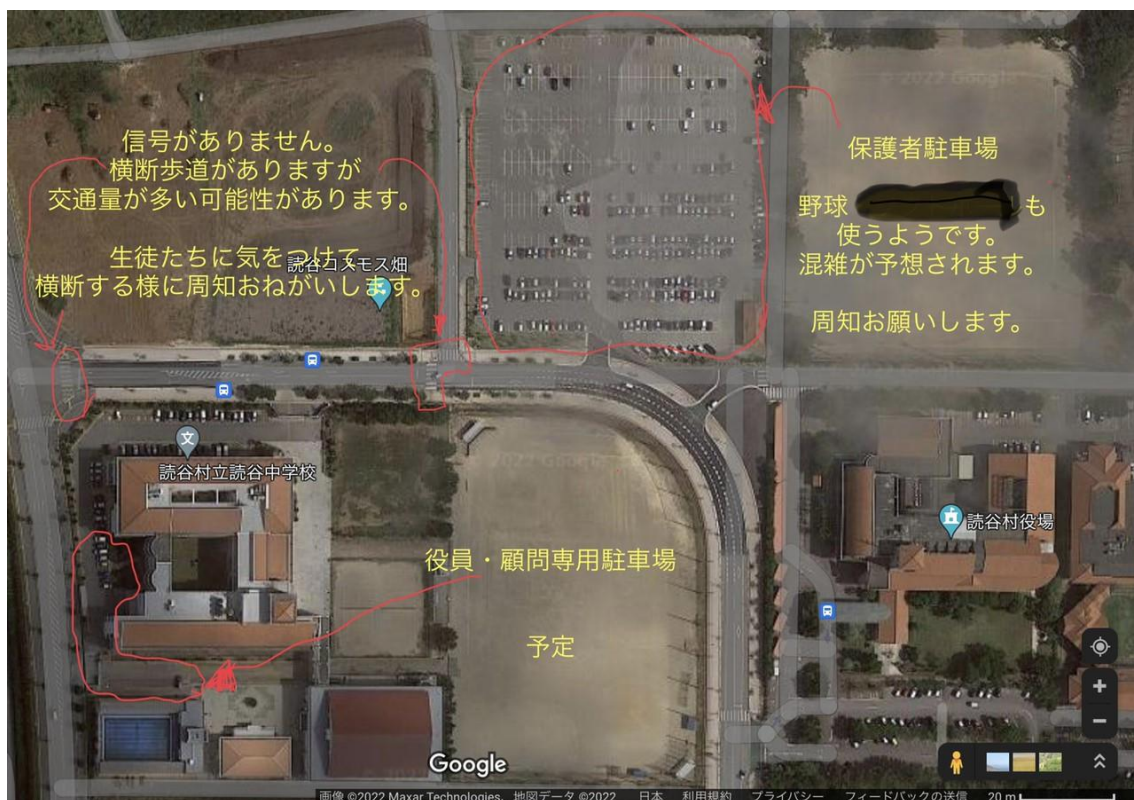 信号がありません。
横断歩道がありますが
交通量が多い可能性があります。
生徒たちに気をつけて
横断する様に周知おねがいします。
読谷コスモス畑
保護者駐車場
野球 も
使うようです。
混雑が予想されます。
周知お願いします。
文
読谷村立読谷中学校
読谷村役場
役員・顧問専用駐車場
予定
Google
画像 ©2022 Maxar Technologies、地図データ ©2022 日本 利用規約 プライバシー フィードバックの送信 20 m